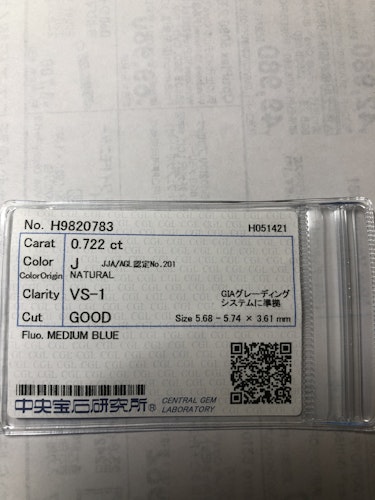 No. H9820783 H051421
Carat 0.722 ct
Color J JJA/AGL認定No.201
ColorOrigin NATURAL
Clarity VS-1 GIAグレーディング
システムに準拠
Cut GOOD Size 5.68 - 5.74 × 3.61 mm
Fluo. MEDIUM BLUE
中央宝石研究所® CENTRAL GEM
LABORATORY